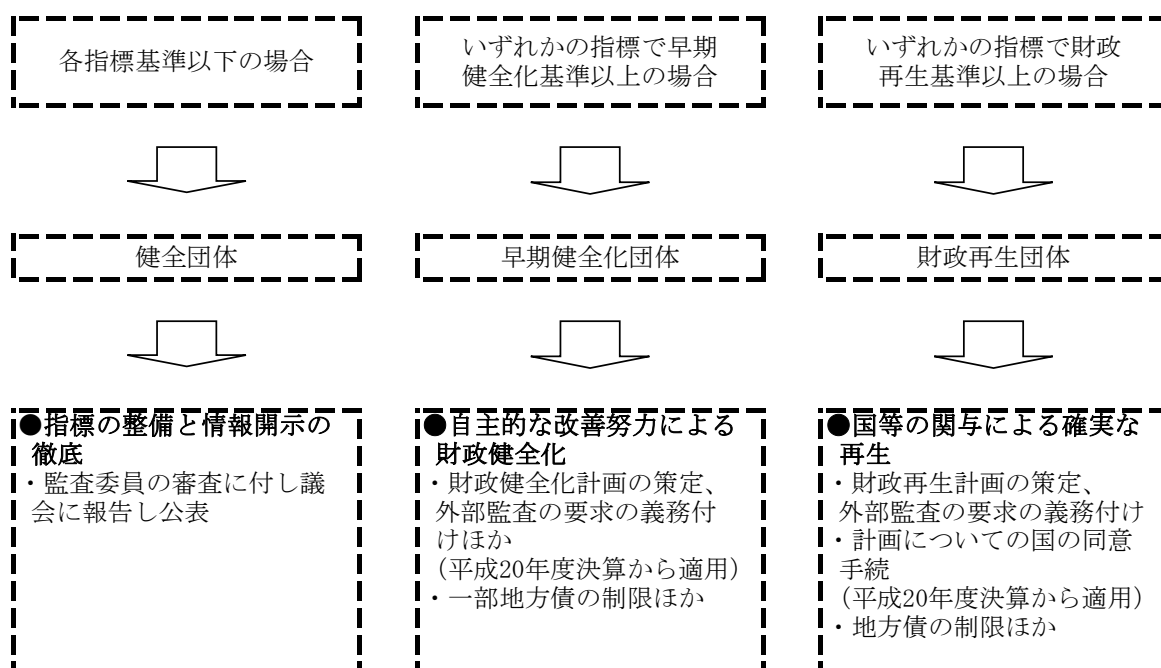 各指標基準以下の場合
いずれかの指標で早期
健全化基準以上の場合
いずれかの指標で財政
再生基準以上の場合
健全団体
早期健全化団体
財政再生団体
●指標の整備と情報開示の
徹底
・監査委員の審査に付し議
会に報告し公表
●自主的な改善努力による
財政健全化
・財政健全化計画の策定、
外部監査の要求の義務付
けほか
(平成20年度決算から適用)
・一部地方債の制限ほか
●国等の関与による確実な
再生
・財政再生計画の策定、
外部監査の要求の義務付け
・計画についての国の同意
手続
(平成20年度決算から適用)
・地方債の制限ほか